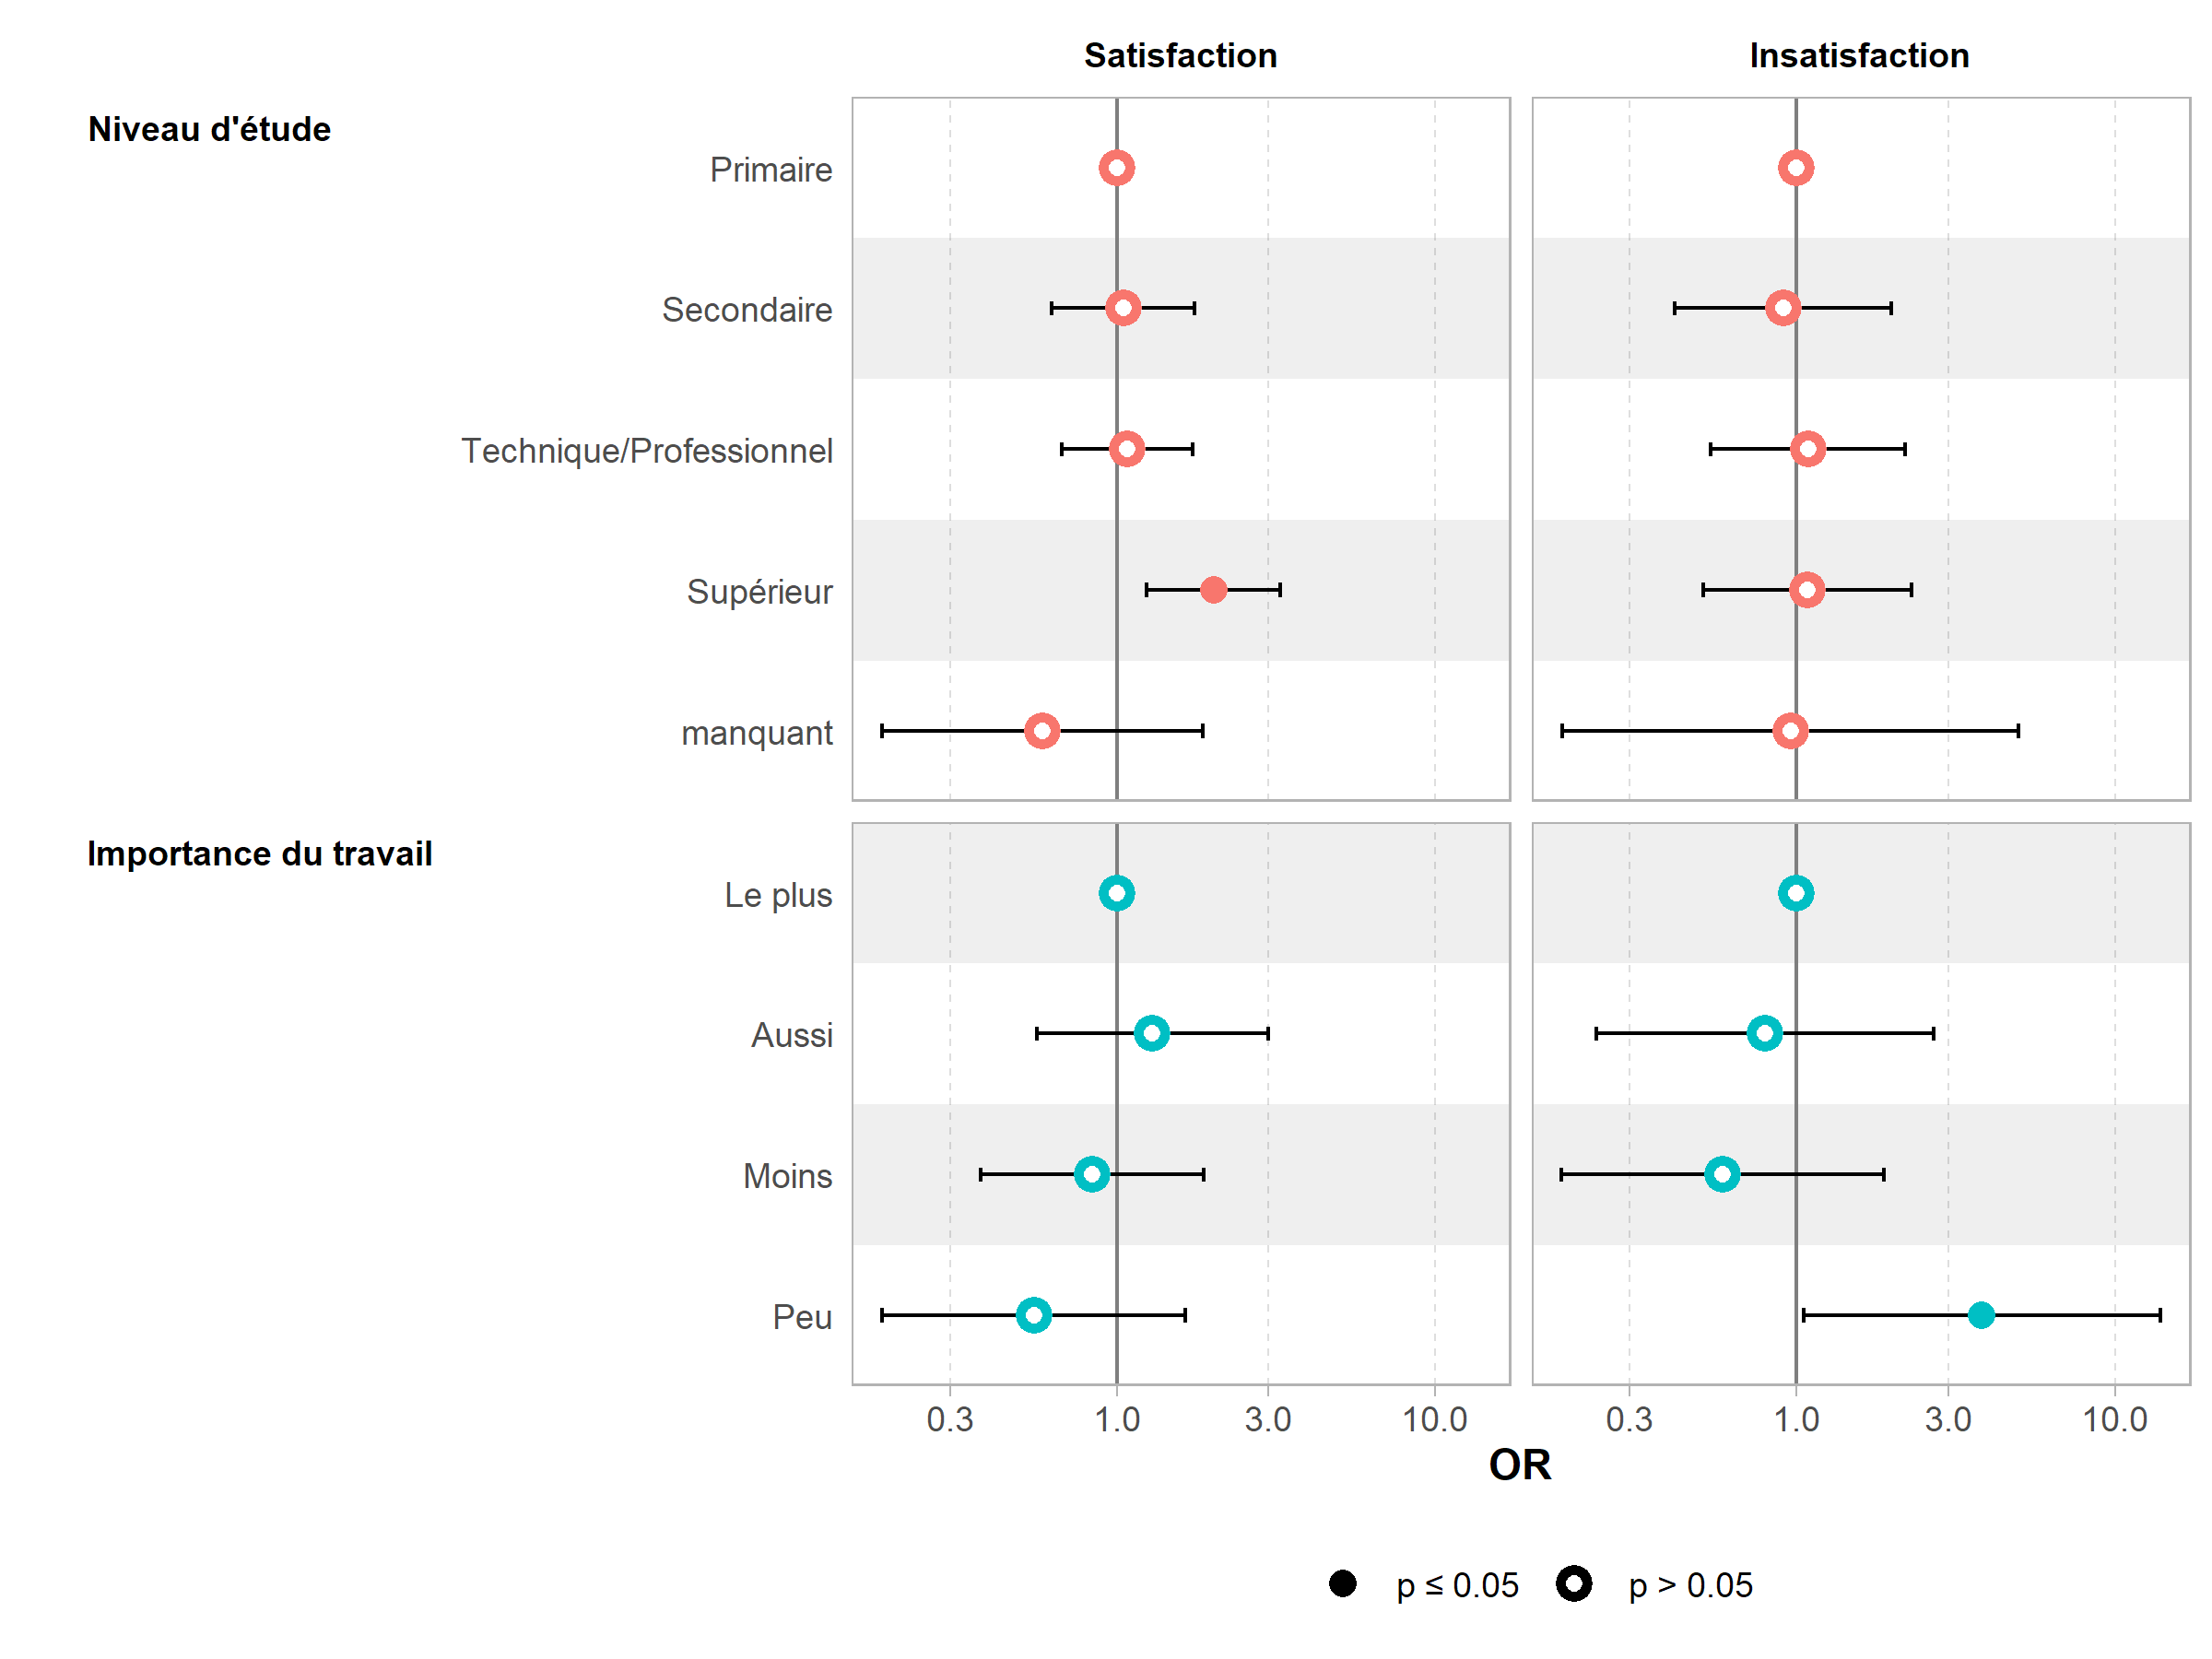 Satisfaction Insatisfaction
Niveau d'étude
Primaire
Secondaire
Technique/Professionnel
Supérieur
manquant
Importance du travail
Le plus
Aussi
Moins
Peu
0.3 1.0 3.0 10.0 0.3 1.0 3.0 10.0
OR
p ≤ 0.05 p > 0.05